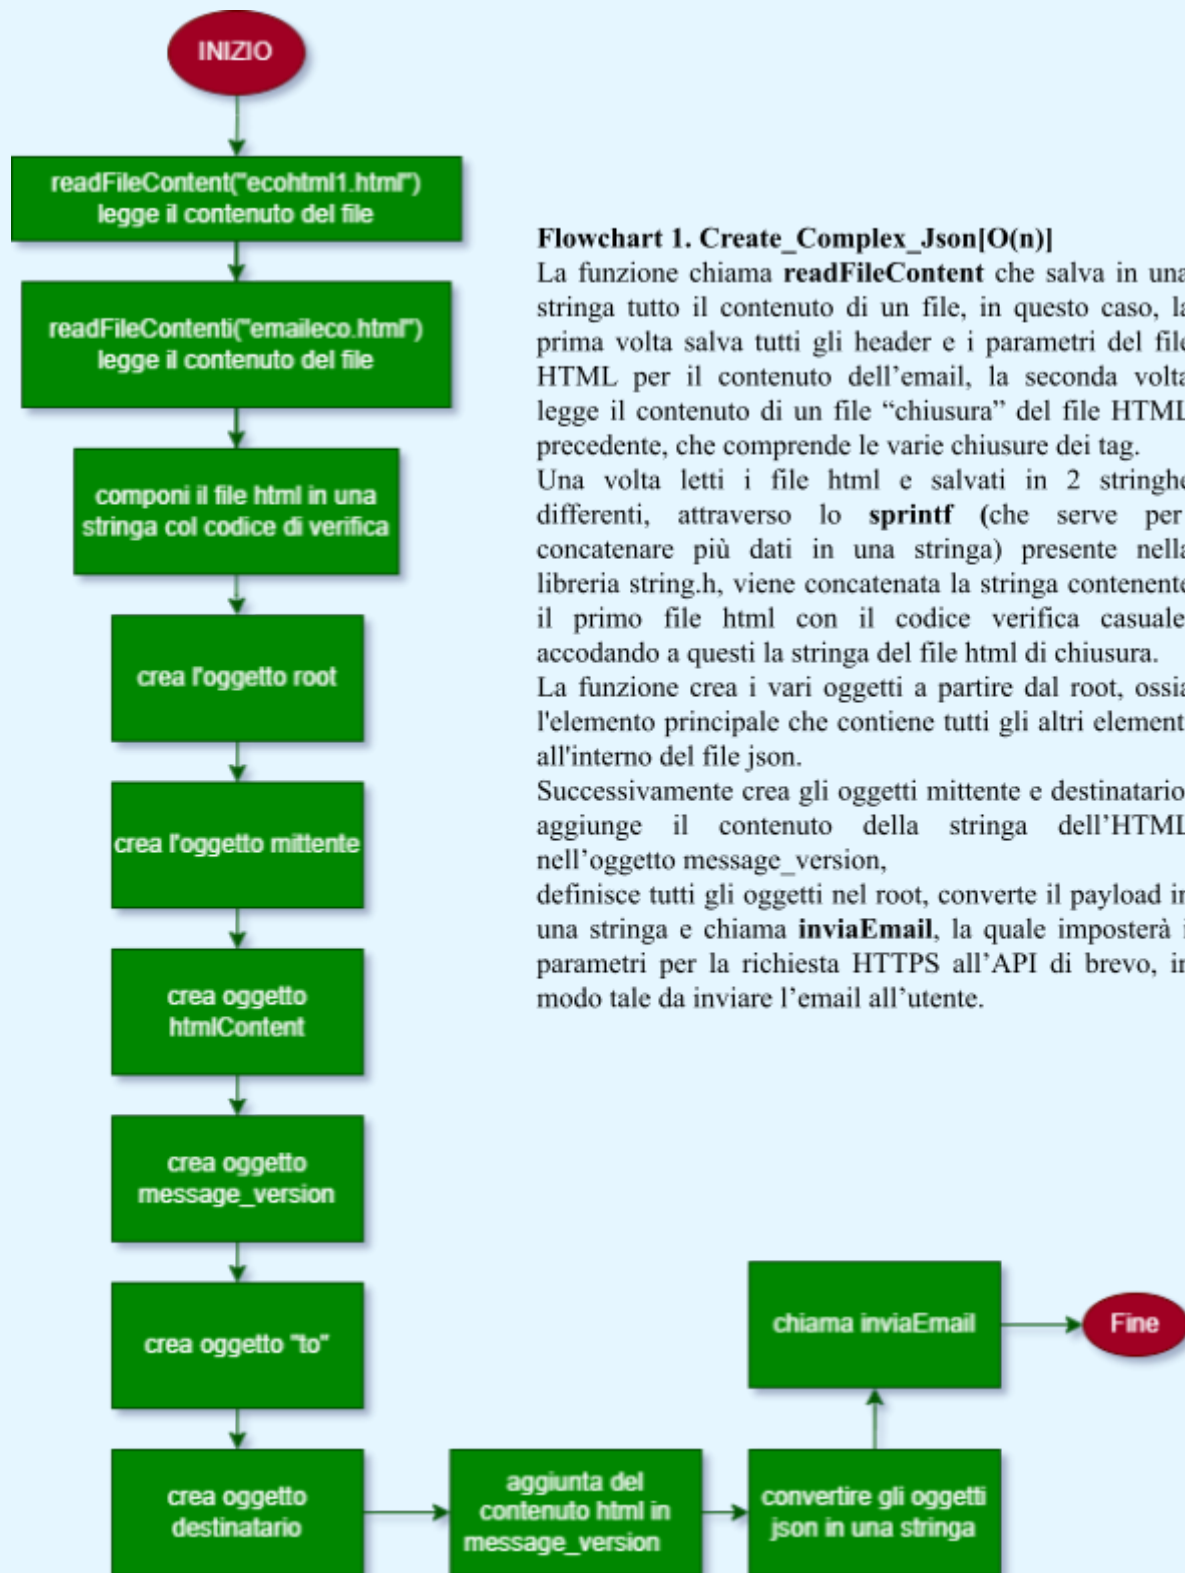 INIZIO
readFileContent("ecohtml1.html")
legge il contenuto del file
readFileContenti("emaileco.html")
legge il contenuto del file
componi il file html in una
stringa col codice di verifica
crea l'oggetto root
crea l'oggetto mittente
crea oggetto
htmlContent
crea oggetto
message_version
crea oggetto "to"
crea oggetto
destinatario
aggiunta del
contenuto html in
message_version
convertire gli oggetti
json in una stringa
chiama inviaEmail
Fine
Flowchart 1. Create_Complex_Json[O(n)]
La funzione chiama readFileContent che salva in una
stringa tutto il contenuto di un file, in questo caso, la
prima volta salva tutti gli header e i parametri del file
HTML per il contenuto dell’email, la seconda volta
legge il contenuto di un file “chiusura” del file HTML
precedente, che comprende le varie chiusure dei tag.
Una volta letti i file html e salvati in 2 stringhe
differenti, attraverso lo sprintf (che serve per
concatenare più dati in una stringa) presente nella
libreria string.h, viene concatenata la stringa contenente
il primo file html con il codice verifica casuale
accodando a questi la stringa del file html di chiusura.
La funzione crea i vari oggetti a partire dal root, ossia
l'elemento principale che contiene tutti gli altri element
all'interno del file json.
Successivamente crea gli oggetti mittente e destinatario
aggiunge il contenuto della stringa dell’HTML
nell’oggetto message_version,
definisce tutti gli oggetti nel root, converte il payload in
una stringa e chiama inviaEmail, la quale imposterà i
parametri per la richiesta HTTPS all’API di brevo, in
modo tale da inviare l’email all’utente.